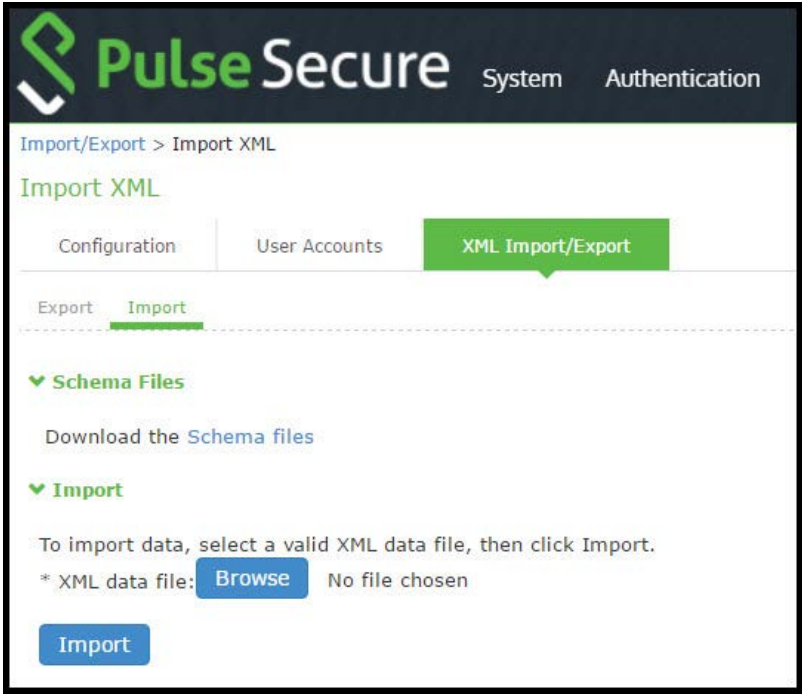 Pulse Secure System Authentication
Import/Export > Import XML
Import XML
Configuration User Accounts XML Import/Export
Export Import
Schema Files
Download the Schema files
Import
To import data, select a valid XML data file, then click Import.
* XML data file: Browse No file chosen
Import